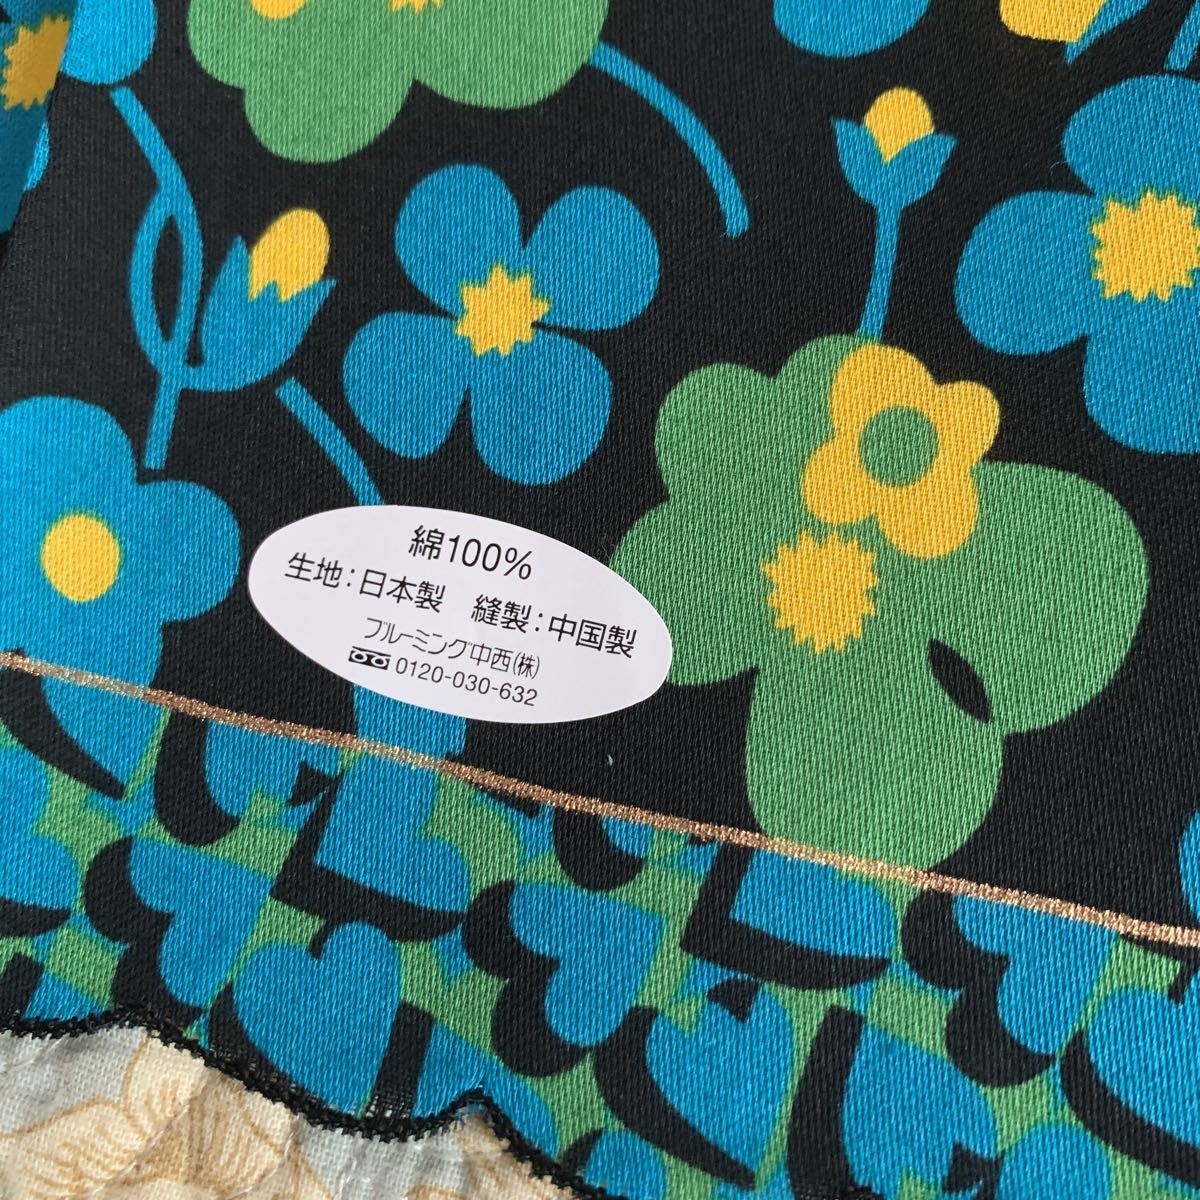 綿100%
生地:日本製 縫製:中国製
ブルーミング中西(株)
0120-030-632